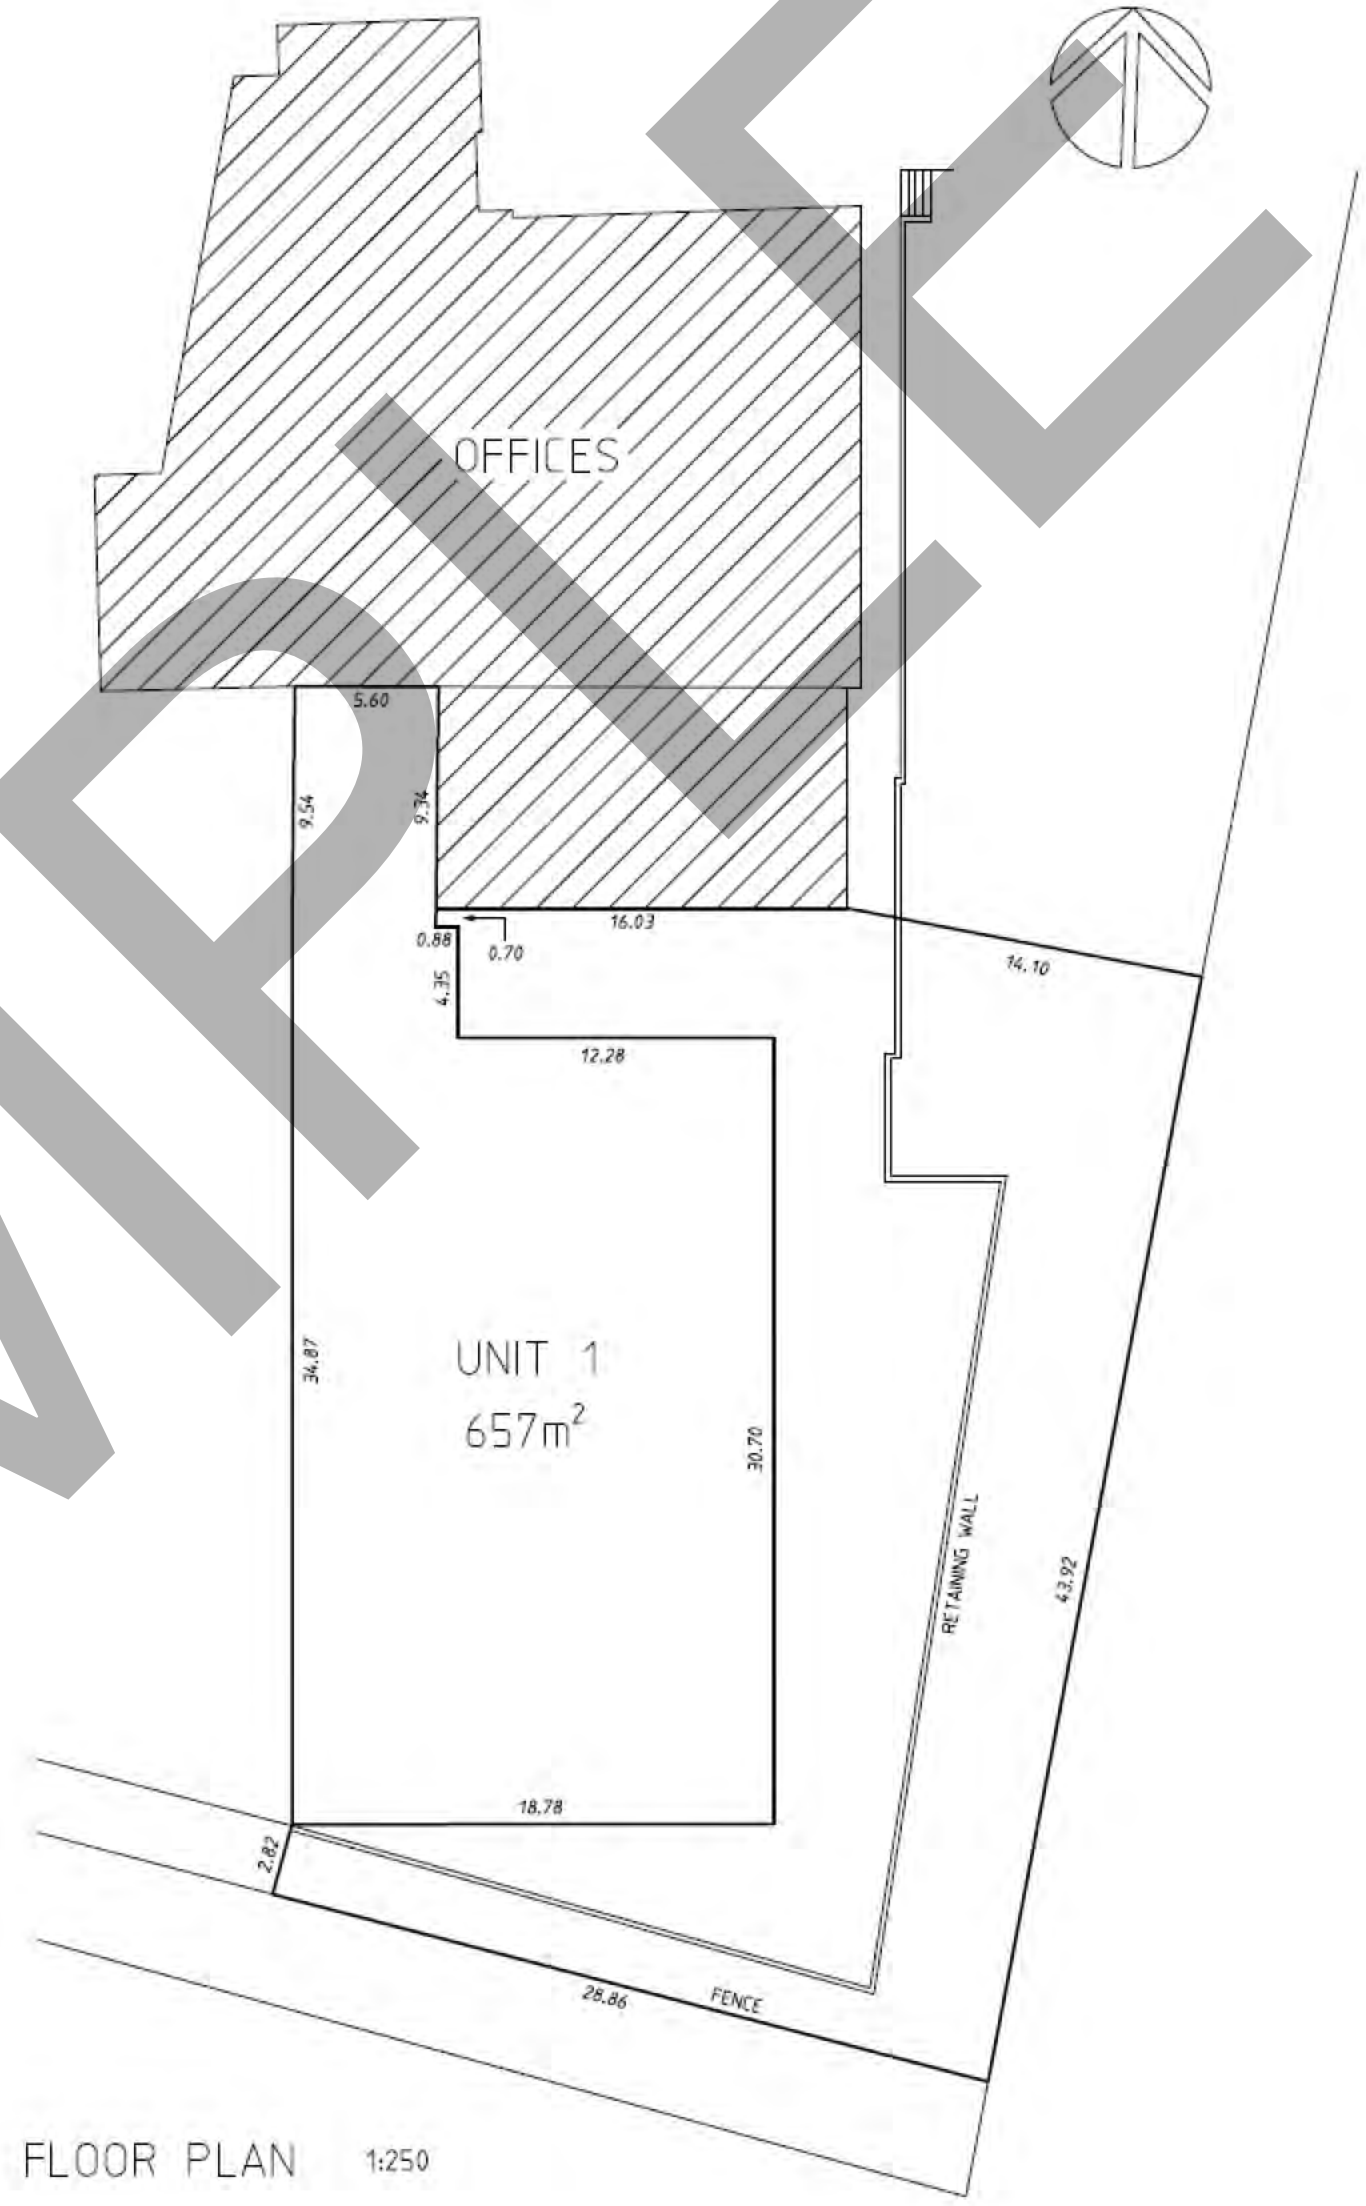 OFFICES
5.60
9.54
9.34
16.03
0.88
0.70
14.10
4.35
12.28
UNIT 1
657m²
34.87
30.70
RETAINING WALL
43.92
18.78
2.82
28.86
FENCE
FLOOR PLAN 1:250
MPLE